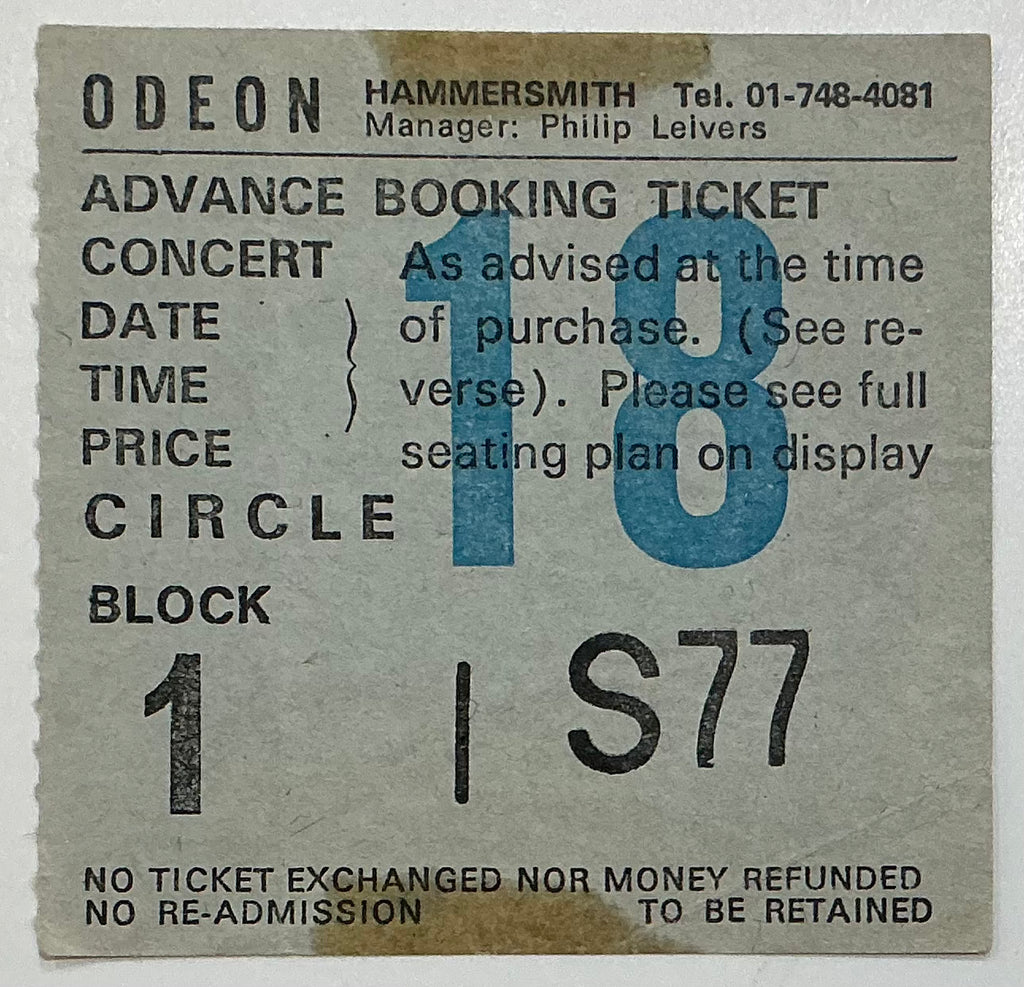 ODEON HAMMERSMITH Tel. 01-748-4081
Manager: Philip Leivers
ADVANCE BOOKING TICKET
18
CONCERT As advised at the time
DATE of purchase. (See re-
TIME verse). Please see full
PRICE seating plan on display
CIRCLE
BLOCK
1 | S77
NO TICKET EXCHANGED NOR MONEY REFUNDED
NO RE-ADMISSION TO BE RETAINED